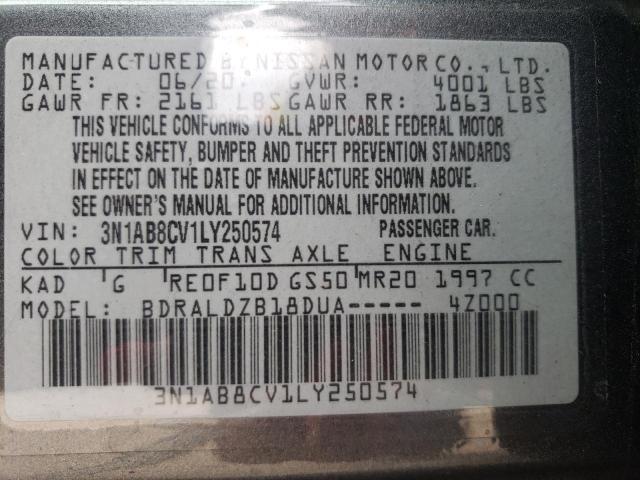 MANUFACTURED BY NISSAN MOTOR CO., LTD.
DATE: 06/20 GVWR: 4001 LBS
GAWR FR: 2161 LBS GAWR RR: 1863 LBS
THIS VEHICLE CONFORMS TO ALL APPLICABLE FEDERAL MOTOR
VEHICLE SAFETY, BUMPER AND THEFT PREVENTION STANDARDS
IN EFFECT ON THE DATE OF MANUFACTURE SHOWN ABOVE.
SEE OWNER'S MANUAL FOR ADDITIONAL INFORMATION.
VIN: 3N1AB8CV1LY250574 PASSENGER CAR.
COLOR TRIM TRANS AXLE ENGINE
KAD G RE0F10D GS50 MR20 1997 CC
MODEL: BDRALDZB18DUA----- 4Z000
3N1AB8CV1LY250574